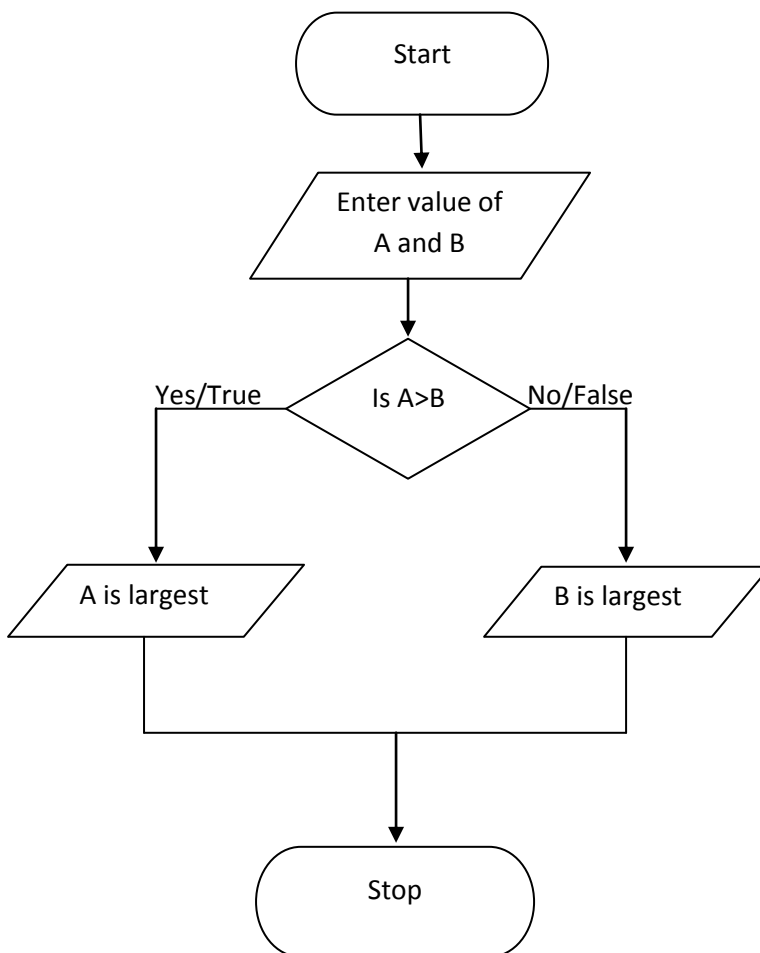 Start
Enter value of
A and B
Yes/True
Is A>B
No/False
A is largest
B is largest
Stop